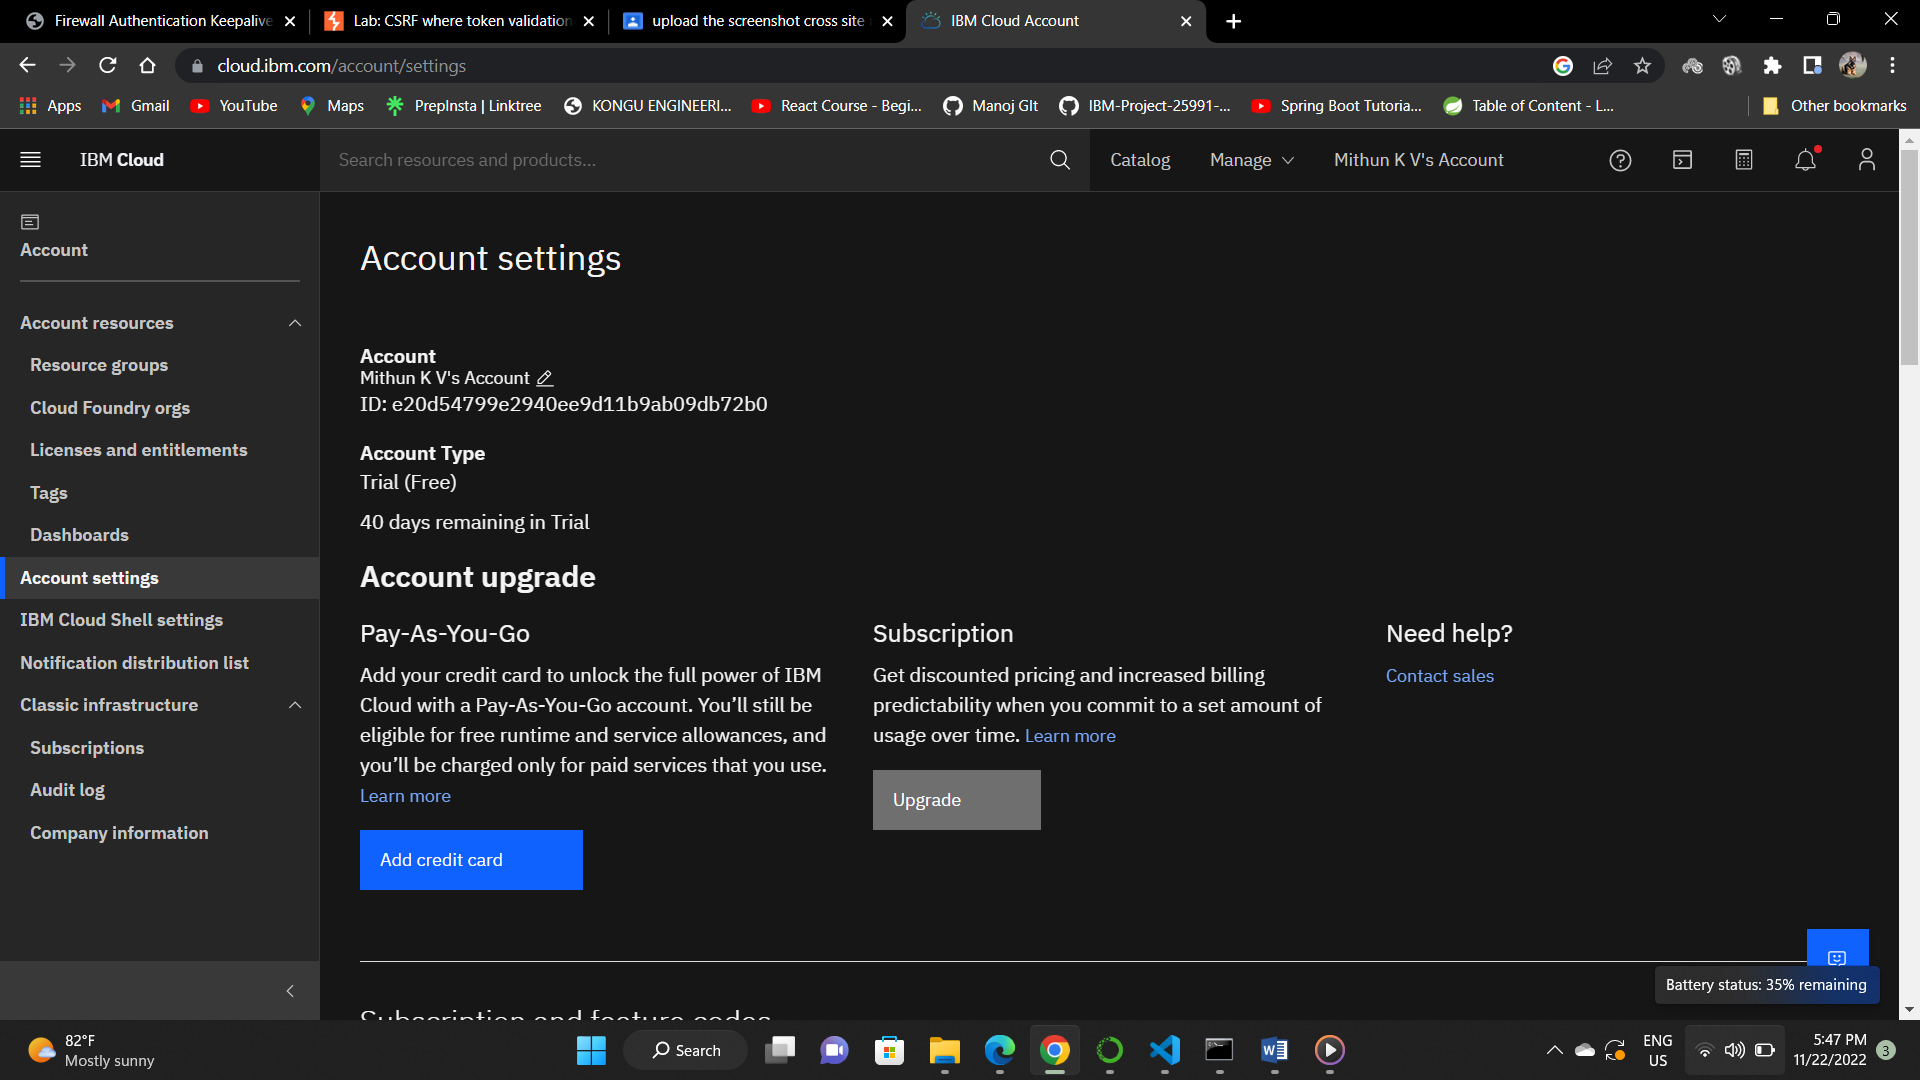 Firewall Authentication Keepalive
Lab: CSRF where token validation
upload the screenshot cross site
IBM Cloud Account
cloud.ibm.com/account/settings
Apps
Gmail
YouTube
Maps
PrepInsta | Linktree
KONGU ENGINEERI...
React Course - Begi...
Manoj GIt
IBM-Project-25991-...
Spring Boot Tutoria...
Table of Content - L...
Other bookmarks
IBM Cloud
Search resources and products...
Catalog
Manage
Mithun K V's Account
Account
Account resources
Resource groups
Cloud Foundry orgs
Licenses and entitlements
Tags
Dashboards
Account settings
IBM Cloud Shell settings
Notification distribution list
Classic infrastructure
Subscriptions
Audit log
Company information
Account settings
Account
Mithun K V's Account
ID: e20d54799e2940ee9d11b9ab09db72b0
Account Type
Trial (Free)
40 days remaining in Trial
Account upgrade
Pay-As-You-Go
Add your credit card to unlock the full power of IBM
Cloud with a Pay-As-You-Go account. You’ll still be
eligible for free runtime and service allowances, and
you’ll be charged only for paid services that you use.
Learn more
Add credit card
Subscription
Get discounted pricing and increased billing
predictability when you commit to a set amount of
usage over time. Learn more
Upgrade
Need help?
Contact sales
Subscription and feature codes
Battery status: 35% remaining
82°F
Mostly sunny
Search
ENG
US
5:47 PM
11/22/2022
3